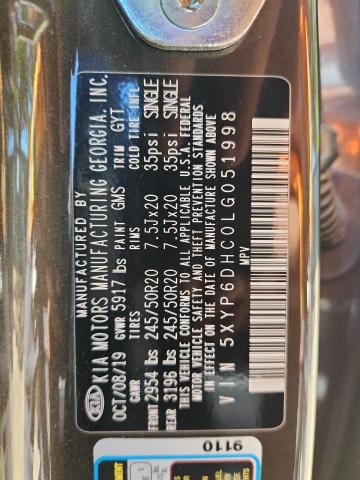 MANUFACTURED BY
KIA KIA MOTORS MANUFACTURING GEORGIA, INC.
OCT/08/19 GVWR 5917 lbs PAINT GMS TRIM GYT
GAWR TIRES RIMS COLD TIRE INFL
FRONT 2954 lbs 245/50R20 7.5Jx20 35psi SINGLE
REAR 3196 lbs 245/50R20 7.5Jx20 35psi SINGLE
THIS VEHICLE CONFORMS TO ALL APPLICABLE U.S.A. FEDERAL
MOTOR VEHICLE SAFETY AND THEFT PREVENTION STANDARDS
IN EFFECT ON THE DATE OF MANUFACTURE SHOWN ABOVE
VIN 5XYP6DHC0LG051998
MPV
9110